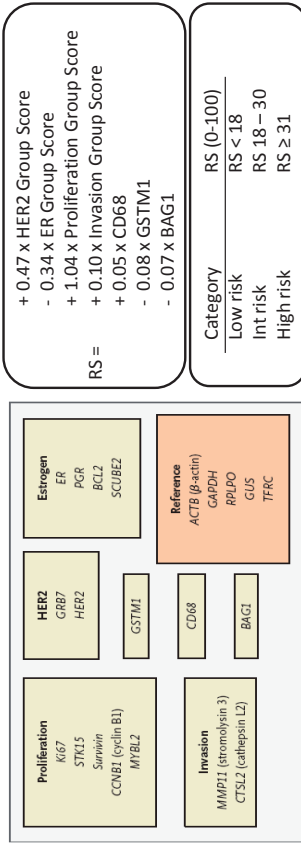 Proliferation
Ki67
STK15
Survivin
CCNB1 (cyclin B1)
MYBL2
HER2
GRB7
HER2
Estrogen
ER
PGR
BCL2
SCUBE2
GSTM1
CD68
BAG1
Invasion
MMP11 (stromolysin 3)
CTSL2 (cathepsin L2)
Reference
ACTB (β-actin)
GAPDH
RPLPO
GUS
TFRC
+ 0.47 x HER2 Group Score
- 0.34 x ER Group Score
+ 1.04 x Proliferation Group Score
RS = + 0.10 x Invasion Group Score
+ 0.05 x CD68
- 0.08 x GSTM1
- 0.07 x BAG1
Category RS (0-100)
Low risk RS < 18
Int risk RS 18 – 30
High risk RS ≥ 31